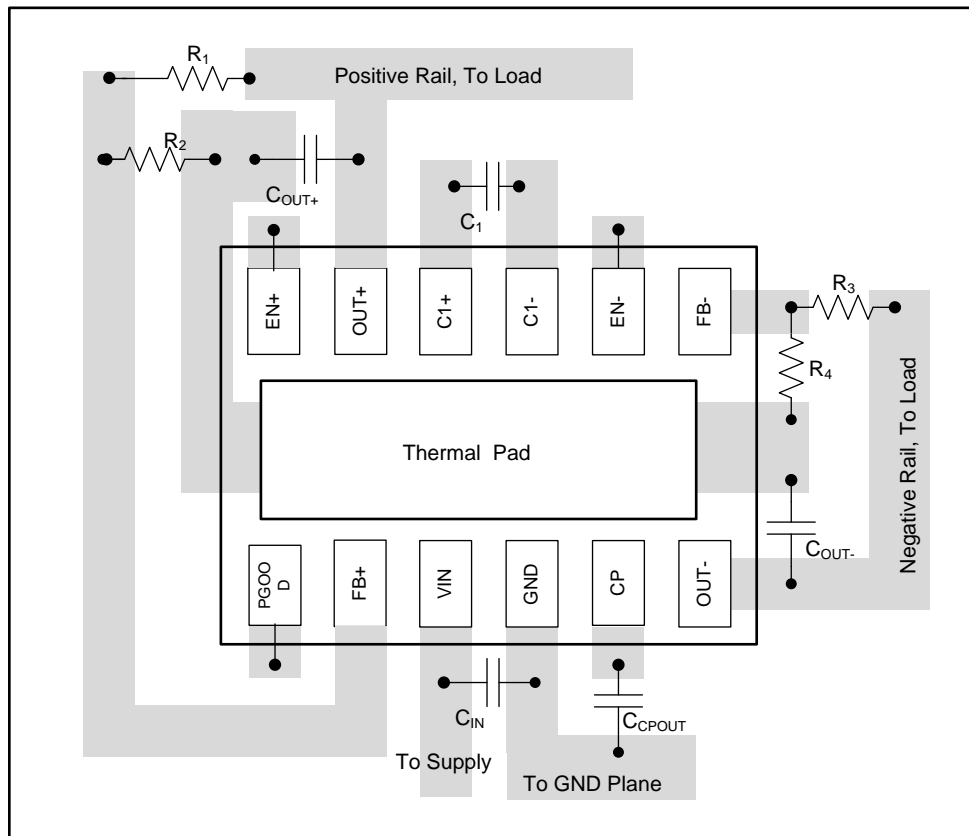 R1
Positive Rail, To Load
R2
COUT+
C1
EN+
OUT+
C1+
C1-
EN-
FB-
R3
R4
Thermal Pad
Negative Rail, To Load
COUT-
PGOO
D
FB+
VIN
GND
CP
OUT-
CIN
CCPOUT
To Supply
To GND Plane